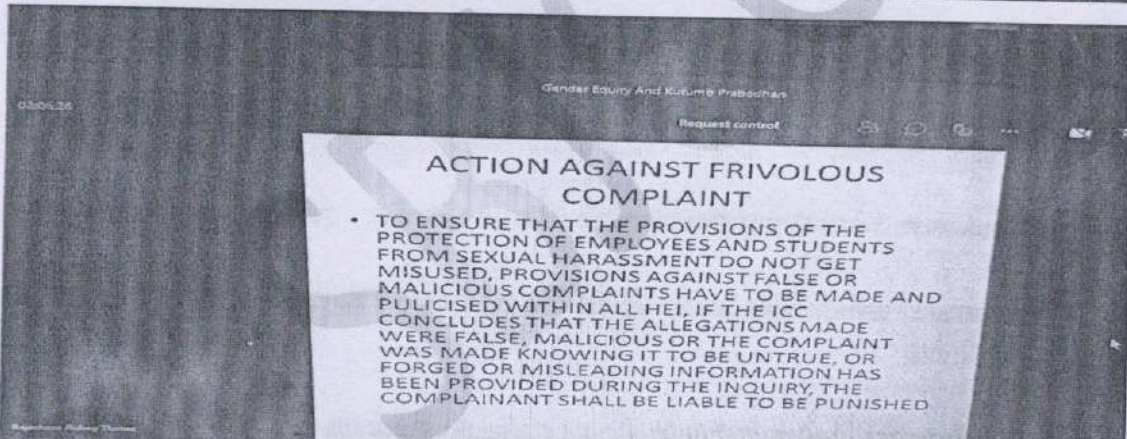 Gender Equity And Kutumb Prabodhan
02:06:26
Request control
ACTION AGAINST FRIVOLOUS
COMPLAINT
• TO ENSURE THAT THE PROVISIONS OF THE
PROTECTION OF EMPLOYEES AND STUDENTS
FROM SEXUAL HARASSMENT DO NOT GET
MISUSED, PROVISIONS AGAINST FALSE OR
MALICIOUS COMPLAINTS HAVE TO BE MADE AND
PULICISED WITHIN ALL HEI, IF THE ICC
CONCLUDES THAT THE ALLEGATIONS MADE
WERE FALSE, MALICIOUS OR THE COMPLAINT
WAS MADE KNOWING IT TO BE UNTRUE, OR
FORGED OR MISLEADING INFORMATION HAS
BEEN PROVIDED DURING THE INQUIRY, THE
COMPLAINANT SHALL BE LIABLE TO BE PUNISHED